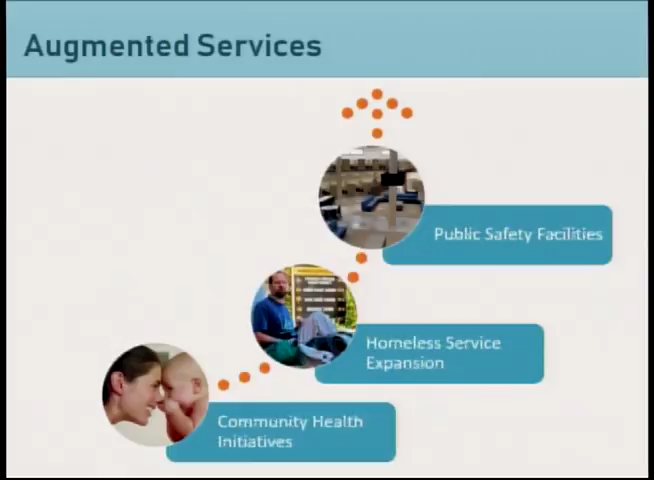 Augmented Services
Public Safety Facilities
Homeless Service
Expansion
Community Health
Initiatives